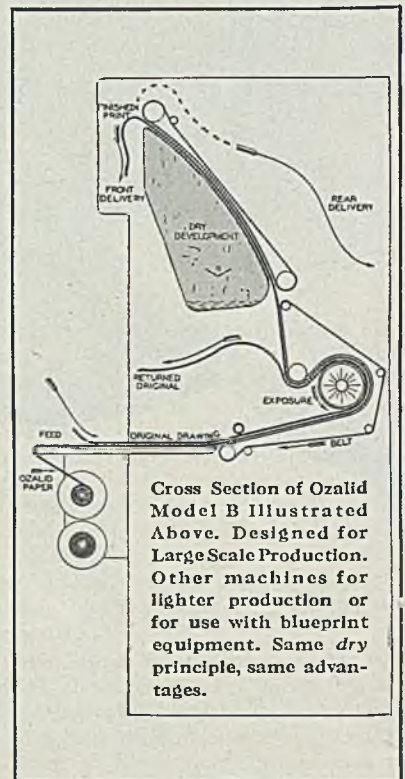 FINISHED
PRINT
FRONT
DELIVERY
REAR
DELIVERY
DRY
DEVELOPMENT
RETURNED
ORIGINAL
EXPOSURE
FEED
ORIGINAL DRAWING
BELT
OZALID
PAPER
Cross Section of Ozalid
Model B Illustrated
Above. Designed for
Large Scale Production.
Other machines for
lighter production or
for use with blueprint
equipment. Same dry
principle, same advan-
tages.